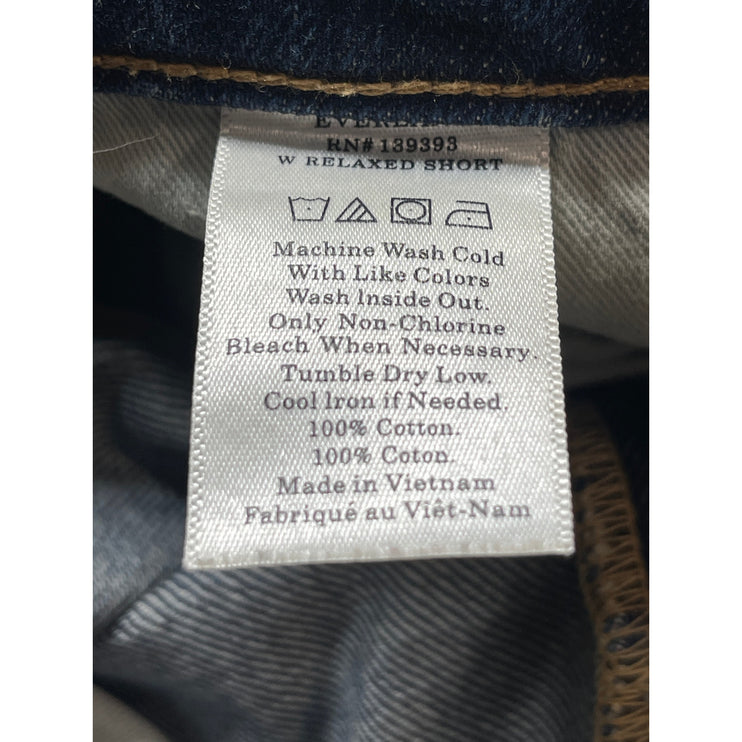 RN# 139393
W RELAXED SHORT
Machine Wash Cold
With Like Colors
Wash Inside Out.
Only Non-Chlorine
Bleach When Necessary.
Tumble Dry Low.
Cool Iron if Needed.
100% Cotton.
100% Coton.
Made in Vietnam
Fabriqué au Viêt-Nam